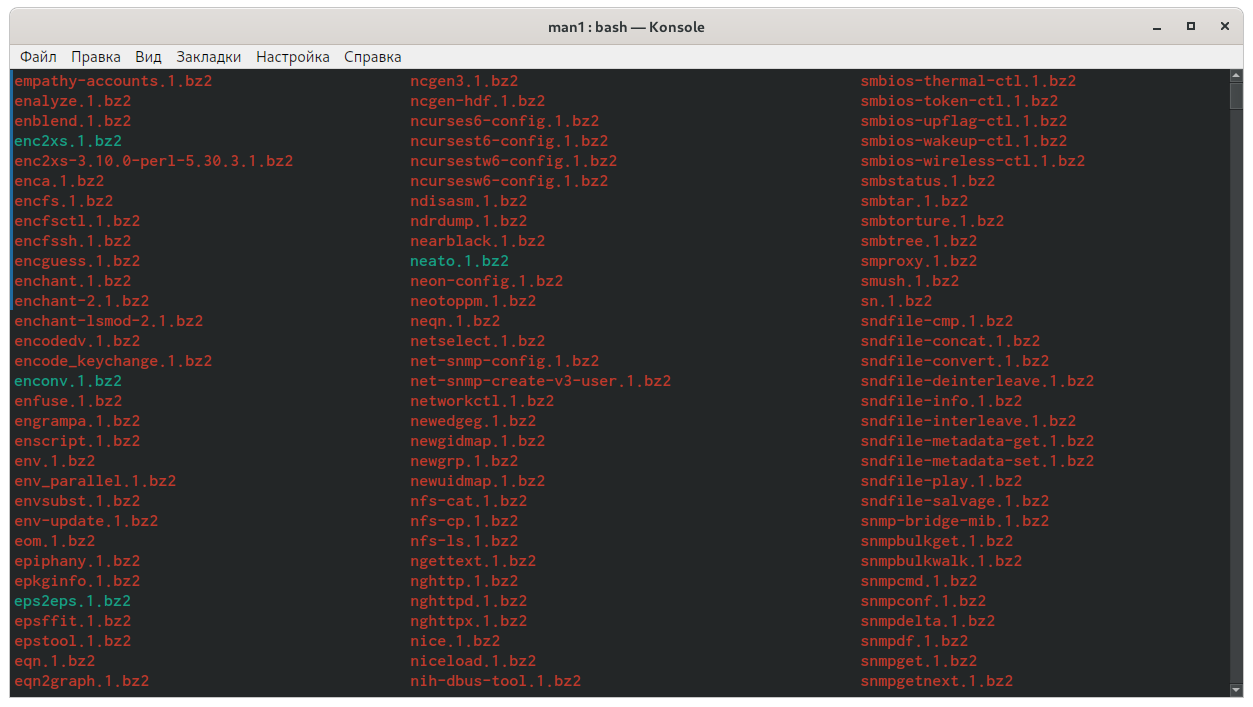 man1 : bash — Konsole
Файл Правка Вид Закладки Настройка Справка
empathy-accounts.1.bz2 ncgen3.1.bz2 smbios-thermal-ctl.1.bz2
enalyze.1.bz2 ncgen-hdf.1.bz2 smbios-token-ctl.1.bz2
enblend.1.bz2 ncurses6-config.1.bz2 smbios-upflag-ctl.1.bz2
enc2xs.1.bz2 ncursest6-config.1.bz2 smbios-wakeup-ctl.1.bz2
enc2xs-3.10.0-perl-5.30.3.1.bz2 ncursestw6-config.1.bz2 smbios-wireless-ctl.1.bz2
enca.1.bz2 ncursesw6-config.1.bz2 smbstatus.1.bz2
encfs.1.bz2 ndisasm.1.bz2 smbtar.1.bz2
encfsctl.1.bz2 ndrdump.1.bz2 smbtorture.1.bz2
encfssh.1.bz2 nearblack.1.bz2 smbtree.1.bz2
encguess.1.bz2 neato.1.bz2 smproxy.1.bz2
enchant.1.bz2 neon-config.1.bz2 smush.1.bz2
enchant-2.1.bz2 neotoppm.1.bz2 sn.1.bz2
enchant-lsmod-2.1.bz2 neqn.1.bz2 sndfile-cmp.1.bz2
encodedv.1.bz2 netselect.1.bz2 sndfile-concat.1.bz2
encode_keychange.1.bz2 net-snmp-config.1.bz2 sndfile-convert.1.bz2
enconv.1.bz2 net-snmp-create-v3-user.1.bz2 sndfile-deinterleave.1.bz2
enfuse.1.bz2 networkctl.1.bz2 sndfile-info.1.bz2
engrampa.1.bz2 newedgeg.1.bz2 sndfile-interleave.1.bz2
enscript.1.bz2 newgidmap.1.bz2 sndfile-metadata-get.1.bz2
env.1.bz2 newgrp.1.bz2 sndfile-metadata-set.1.bz2
env_parallel.1.bz2 newuidmap.1.bz2 sndfile-play.1.bz2
envsubst.1.bz2 nfs-cat.1.bz2 sndfile-salvage.1.bz2
env-update.1.bz2 nfs-cp.1.bz2 snmp-bridge-mib.1.bz2
eom.1.bz2 nfs-ls.1.bz2 snmpbulkget.1.bz2
epiphany.1.bz2 ngettext.1.bz2 snmpbulkwalk.1.bz2
epkginfo.1.bz2 nghttp.1.bz2 snmpcmd.1.bz2
eps2eps.1.bz2 nghttpd.1.bz2 snmpconf.1.bz2
epsffit.1.bz2 nghttpx.1.bz2 snmpdelta.1.bz2
epstool.1.bz2 nice.1.bz2 snmpdf.1.bz2
eqn.1.bz2 niceload.1.bz2 snmpget.1.bz2
eqn2graph.1.bz2 nih-dbus-tool.1.bz2 snmpgetnext.1.bz2